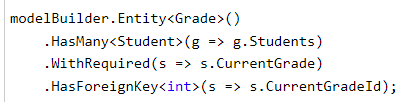 modelBuilder.Entity<Grade>()
.HasMany<Student>(g => g.Students)
.WithRequired(s => s.CurrentGrade)
.HasForeignKey<int>(s => s.CurrentGradeId);